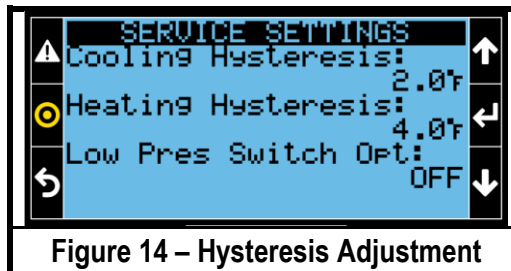 SERVICE SETTINGS
Cooling Hysteresis:
2.0℉
Heating Hysteresis:
4.0℉
Low Pres Switch Opt:
OFF
Figure 14 – Hysteresis Adjustment